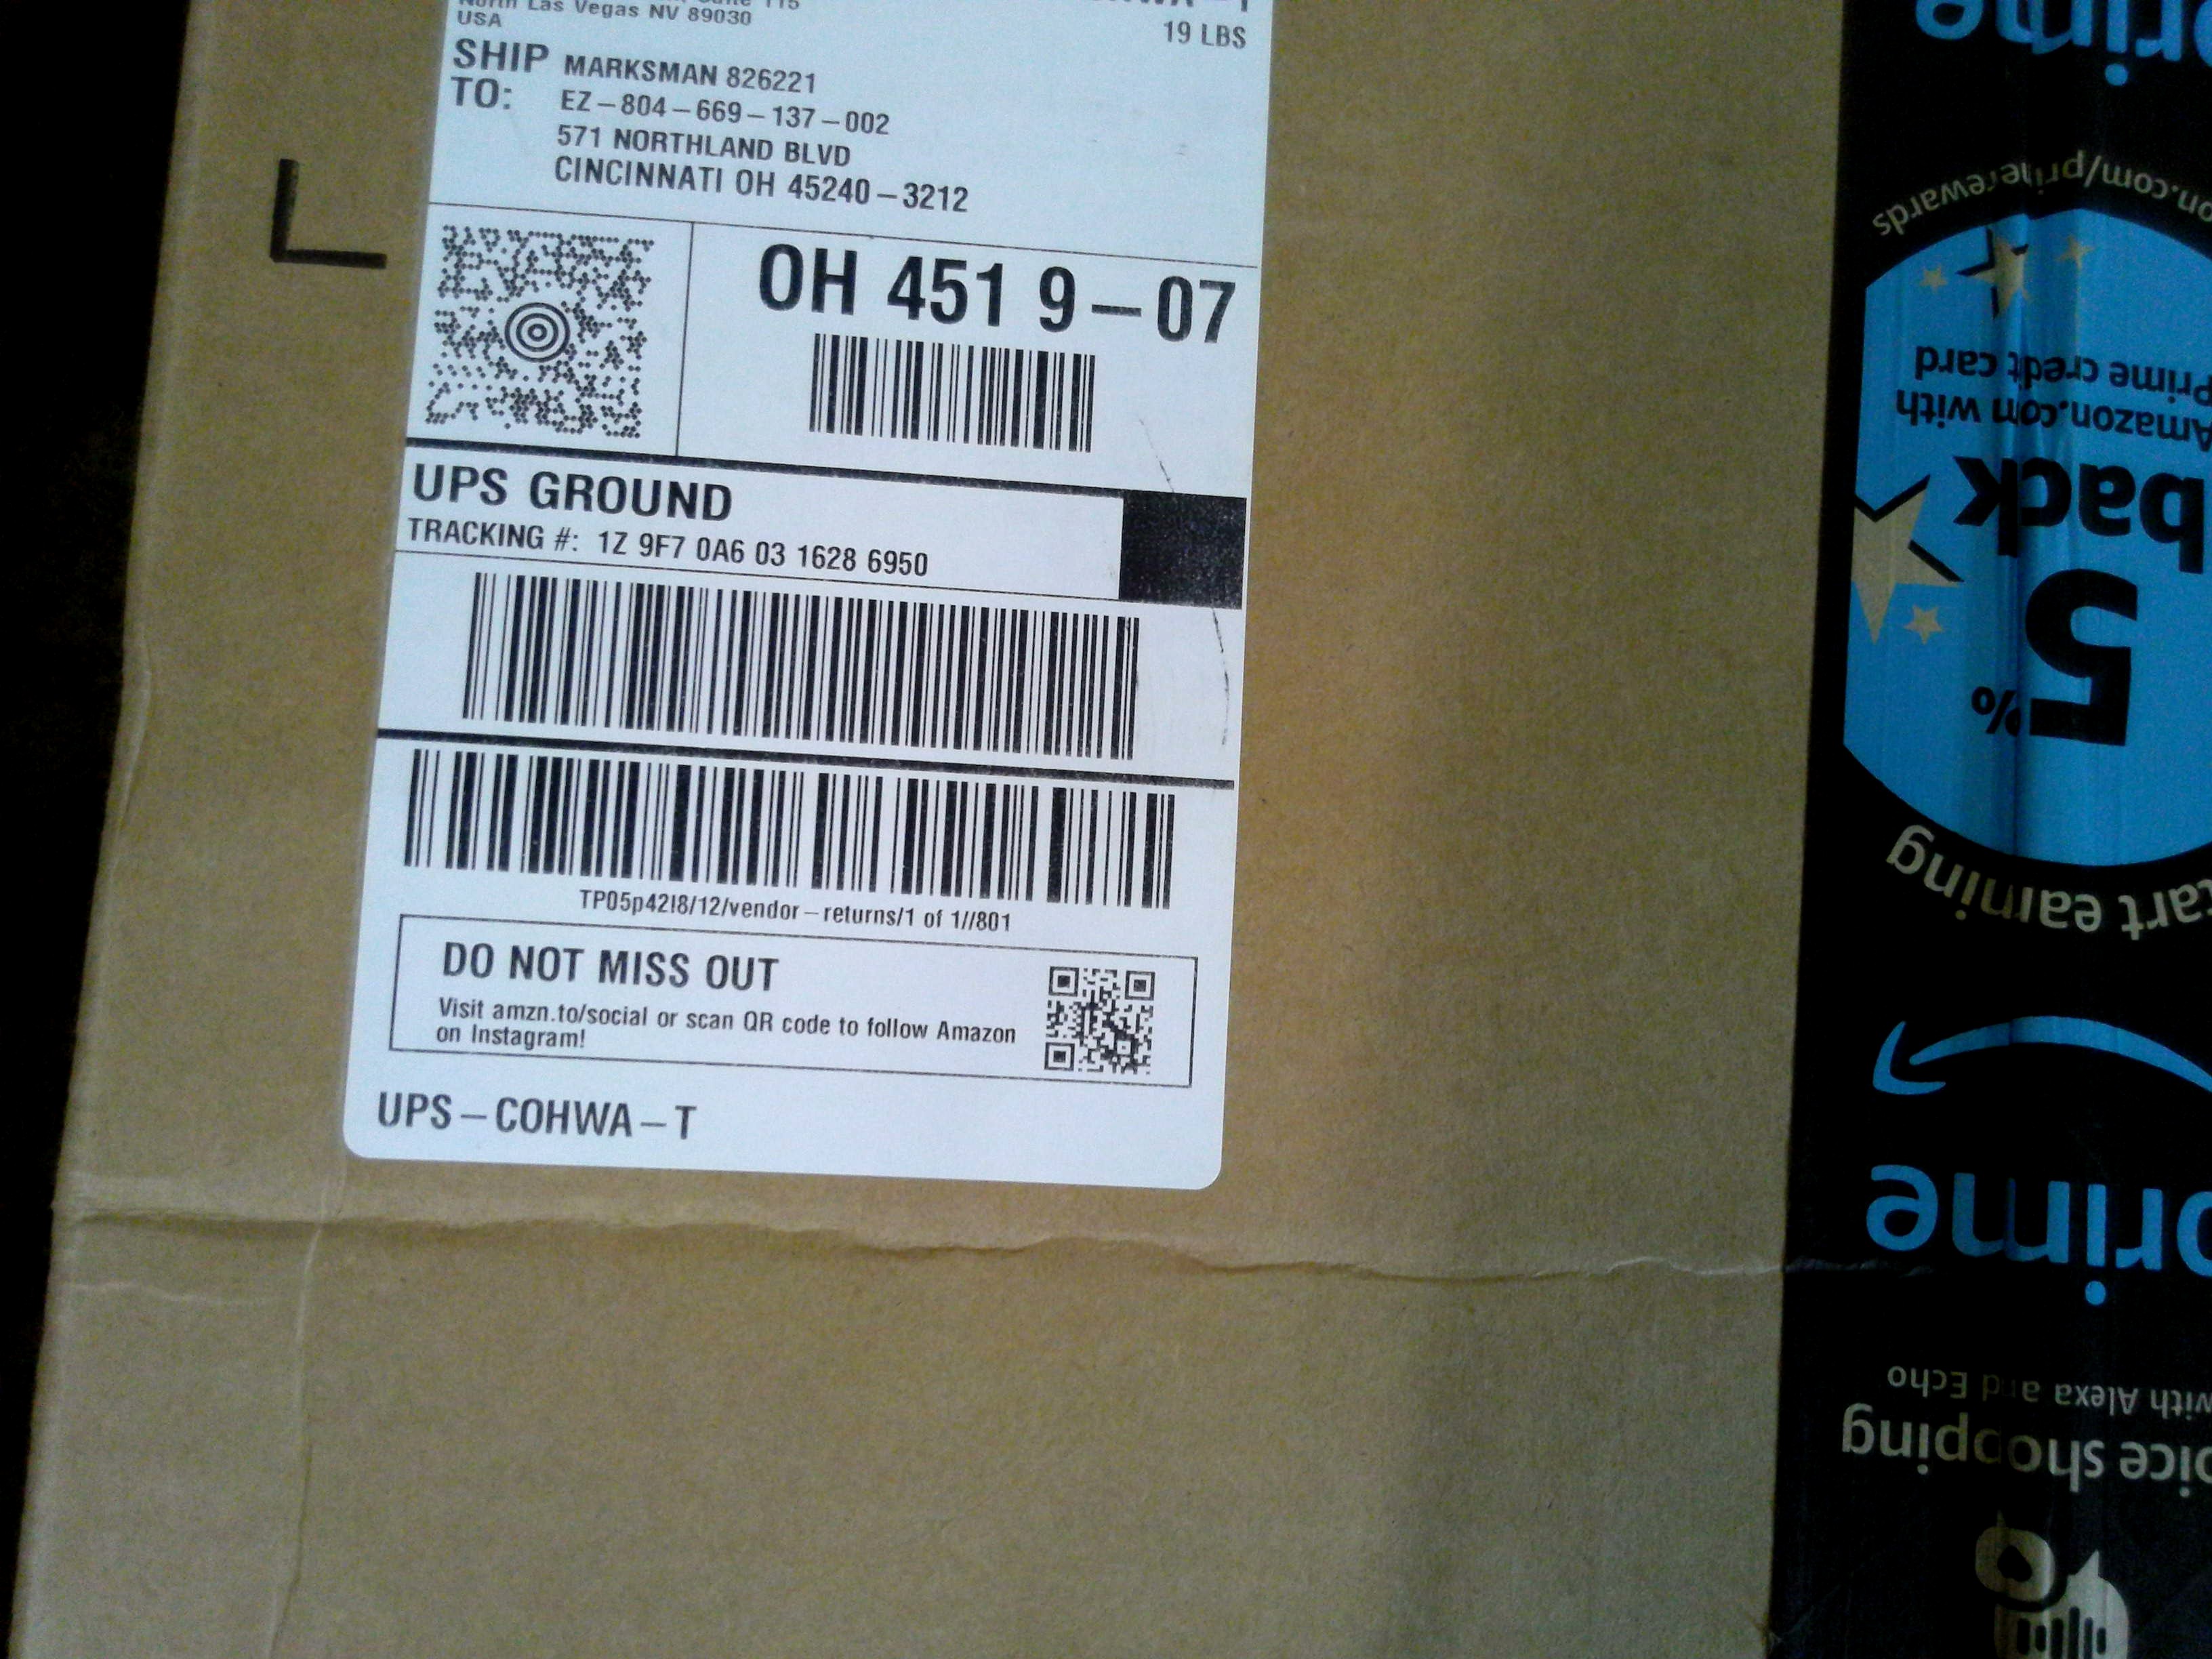 North Las Vegas NV 89030
USA
19 LBS
SHIP TO:
MARKSMAN 826221
EZ-804-669-137-002
571 NORTHLAND BLVD
CINCINNATI OH 45240-3212
OH 451 9-07
UPS GROUND
TRACKING #: 1Z 9F7 0A6 03 1628 6950
TP05p42I8/12/vendor-returns/1 of 1//801
DO NOT MISS OUT
Visit amzn.to/social or scan QR code to follow Amazon
on Instagram!
UPS-COHWA-T
L
shopping
with Alexa and Echo
prime
earning
5%
back
Amazon.com with
Prime credit card
.com/primerewards
prime